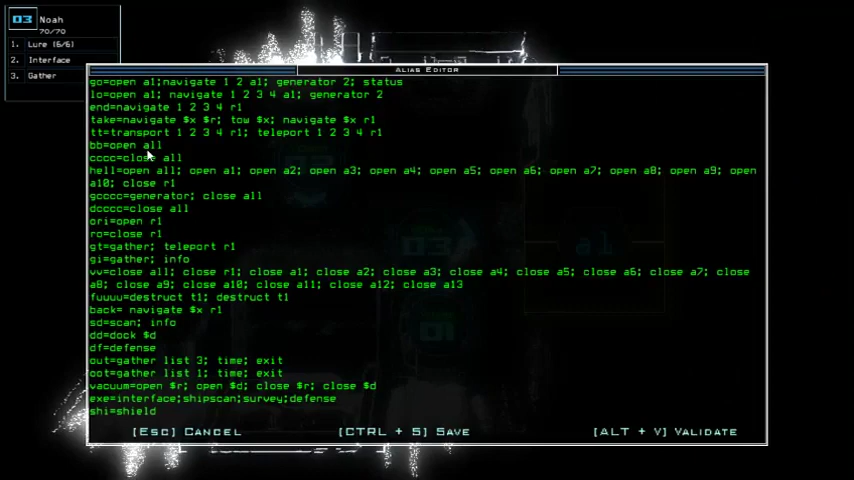 03 Noah
70/70
1. Lure (6/6)
2. Interface
3. Gather
Alias Editor
go=open a1;navigate 1 2 a1; generator 2; status
lo=open a1; navigate 1 2 3 4 a1; generator 2
end=navigate 1 2 3 4 r1
take=navigate $x $r; tow $x; navigate $x r1
tt=transport 1 2 3 4 r1; teleport 1 2 3 4 r1
bb=open all
cccc=close all
hell=open all; open a1; open a2; open a3; open a4; open a5; open a6; open a7; open a8; open a9; open
a10; close r1
gcccc=generator; close all
dcccc=close all
ori=open r1
ro=close r1
gt=gather; teleport r1
gi=gather; info
vv=close all; close r1; close a1; close a2; close a3; close a4; close a5; close a6; close a7; close
a8; close a9; close a10; close a11; close a12; close a13
fuuuu=destruct t1; destruct t1
back= navigate $x r1
sd=scan; info
dd=dock $d
df=defense
out=gather list 3; time; exit
oot=gather list 1; time; exit
vacuum=open $r; open $d; close $r; close $d
exe=interface;shipscan;survey;defense
shi=shield
[Esc] Cancel
[CTRL + S] Save
[ALT + V] Validate
03
a1
01